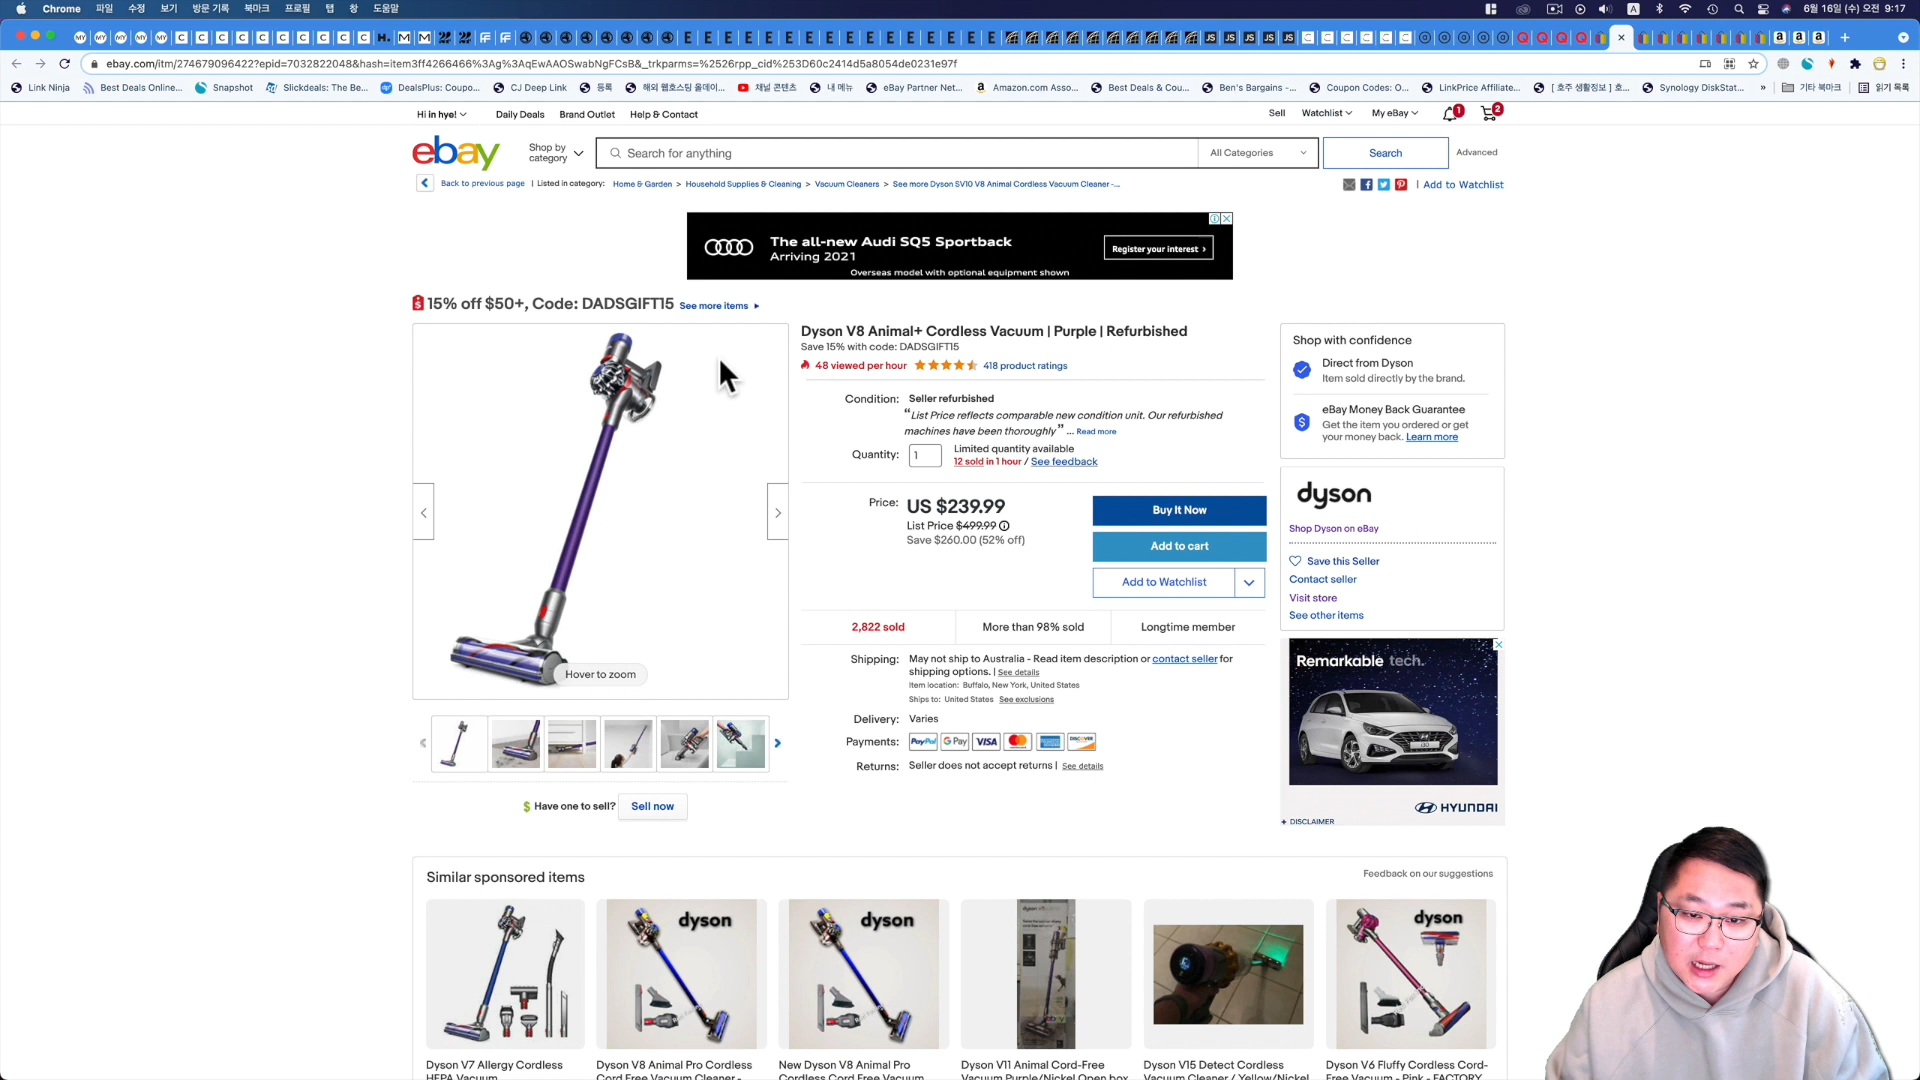 Chrome 파일 수정 보기 방문 기록 북마크 프로필 탭 창 도움말 6월 16일 (수) 오전 9:17
ebay.com/itm/274679096422?epid=7032822048&hash=item3ff4266466%3Ag%3AqEwAAOSwabNgFCsB&_trkparms=%2526rpp_cid%253D60c2414d5a8054de0231e97f
Link Ninja Best Deals Online... Snapshot Slickdeals: The Be... DealsPlus: Coupo... CJ Deep Link 등록 해외 웹호스팅 올데이... 채널 콘텐츠 내 메뉴 eBay Partner Net... Amazon.com Asso... Best Deals & Cou... Ben's Bargains -... Coupon Codes: O... LinkPrice Affiliate... [ 호주 생활정보 ] 호... Synology DiskStat... » 기타 북마크 읽기 목록
Hi in hye! Daily Deals Brand Outlet Help & Contact Sell Watchlist My eBay 1 2
ebay Shop by category Search for anything All Categories Search Advanced
Back to previous page | Listed in category: Home & Garden > Household Supplies & Cleaning > Vacuum Cleaners > See more Dyson SV10 V8 Animal Cordless Vacuum Cleaner -... | Add to Watchlist
The all-new Audi SQ5 Sportback
Arriving 2021
Register your interest >
Overseas model with optional equipment shown
15% off $50+, Code: DADSGIFT15 See more items
Hover to zoom
Have one to sell? Sell now
Dyson V8 Animal+ Cordless Vacuum | Purple | Refurbished
Save 15% with code: DADSGIFT15
48 viewed per hour 418 product ratings
Condition: Seller refurbished
“List Price reflects comparable new condition unit. Our refurbished
machines have been thoroughly” ... Read more
Quantity: 1 Limited quantity available
12 sold in 1 hour / See feedback
Price: US $239.99
List Price $499.99
Save $260.00 (52% off)
Buy It Now
Add to cart
Add to Watchlist
2,822 sold More than 98% sold Longtime member
Shipping: May not ship to Australia - Read item description or contact seller for
shipping options. | See details
Item location: Buffalo, New York, United States
Ships to: United States See exclusions
Delivery: Varies
Payments: PayPal G Pay VISA
Returns: Seller does not accept returns | See details
Shop with confidence
Direct from Dyson
Item sold directly by the brand.
eBay Money Back Guarantee
Get the item you ordered or get
your money back. Learn more
dyson
Shop Dyson on eBay
Save this Seller
Contact seller
Visit store
See other items
Remarkable tech.
HYUNDAI
+ DISCLAIMER
Similar sponsored items Feedback on our suggestions
dyson dyson dyson
Dyson V7 Allergy Cordless
HEPA Vacuum
Dyson V8 Animal Pro Cordless
Cord Free Vacuum Cleaner -
New Dyson V8 Animal Pro
Cordless Cord Free Vacuum
Dyson V11 Animal Cord-Free
Vacuum Purple/Nickel Open box
Dyson V15 Detect Cordless
Vacuum Cleaner / Yellow/Nickel
Dyson V6 Fluffy Cordless Cord-
Free Vacuum - Pink - FACTORY